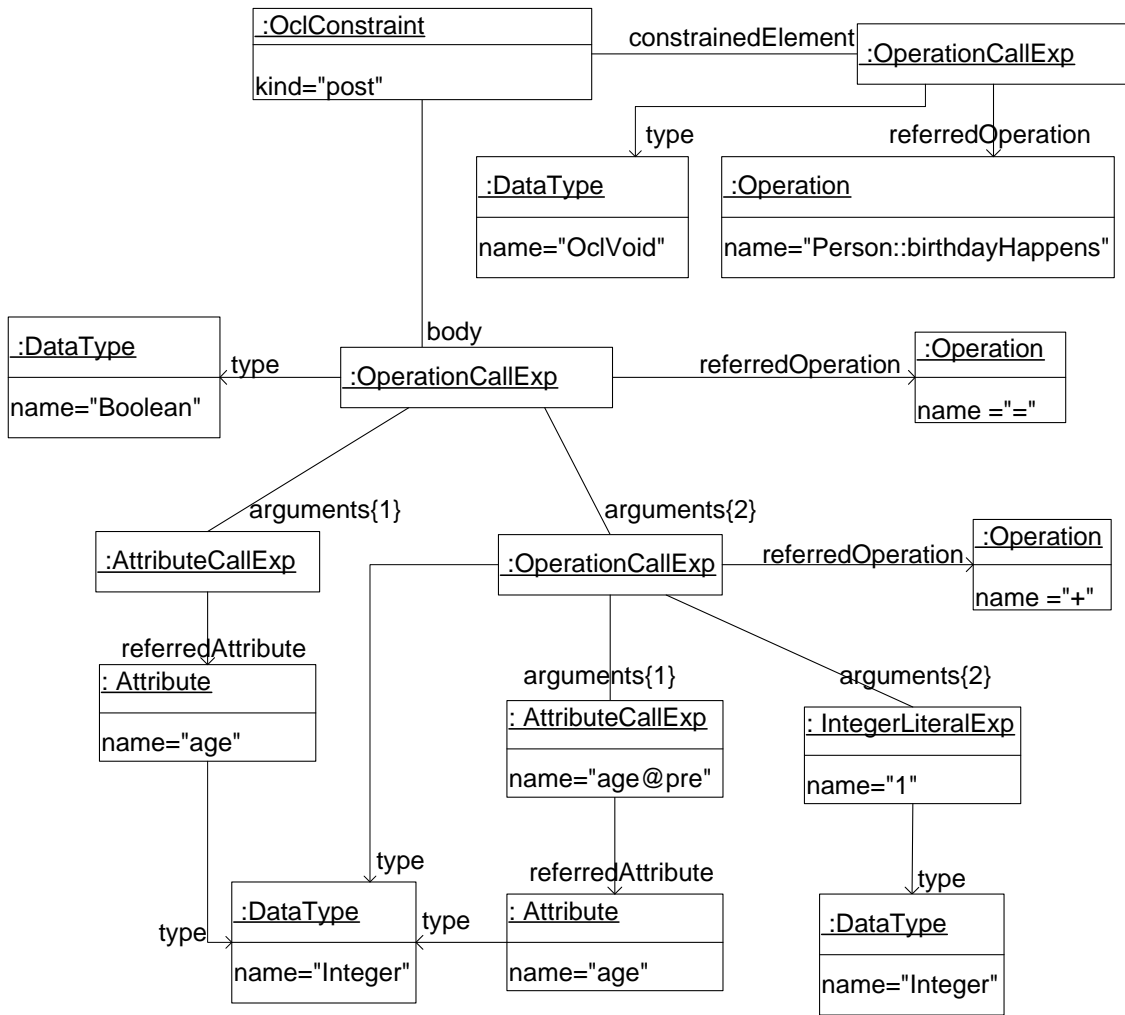 :OclConstraint
kind="post"
constrainedElement
:OperationCallExp
type
referredOperation
:DataType
name="OclVoid"
:Operation
name="Person::birthdayHappens"
body
:DataType
name="Boolean"
type
:OperationCallExp
referredOperation
:Operation
name ="="
arguments{1}
arguments{2}
:AttributeCallExp
:OperationCallExp
referredOperation
:Operation
name ="+"
referredAttribute
: Attribute
name="age"
arguments{1}
arguments{2}
: AttributeCallExp
name="age@pre"
: IntegerLiteralExp
name="1"
type
referredAttribute
type
type
:DataType
name="Integer"
type
: Attribute
name="age"
:DataType
name="Integer"